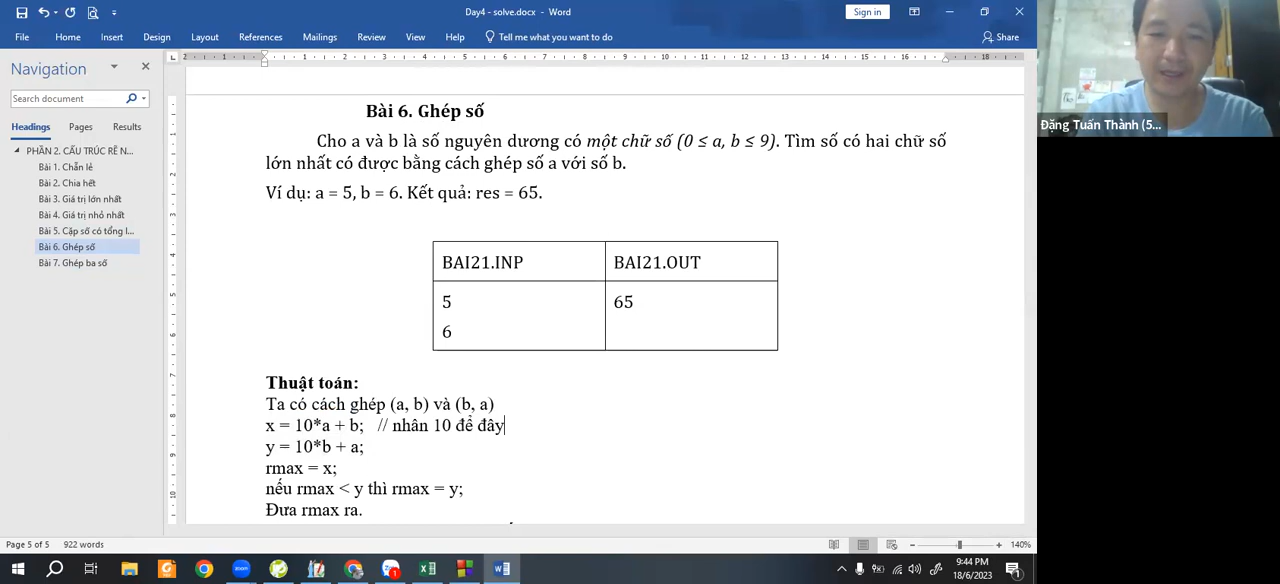 Day4 - solve.docx - Word
Sign in
File Home Insert Design Layout References Mailings Review View Help Tell me what you want to do Share
Navigation
Search document
Headings Pages Results
PHẦN 2. CẤU TRÚC RẼ N...
Bài 1. Chẵn lẻ
Bài 2. Chia hết
Bài 3. Giá trị lớn nhất
Bài 4. Giá trị nhỏ nhất
Bài 5. Cặp số có tổng l...
Bài 6. Ghép số
Bài 7. Ghép ba số
Bài 6. Ghép số
Cho a và b là số nguyên dương có một chữ số (0 ≤ a, b ≤ 9). Tìm số có hai chữ số
lớn nhất có được bằng cách ghép số a với số b.
Ví dụ: a = 5, b = 6. Kết quả: res = 65.
BAI21.INP BAI21.OUT
5 65
6
Thuật toán:
Ta có cách ghép (a, b) và (b, a)
x = 10*a + b; // nhân 10 để đây
y = 10*b + a;
rmax = x;
nếu rmax < y thì rmax = y;
Đưa rmax ra.
Đặng Tuấn Thành (5...
Page 5 of 5 922 words 140%
9:44 PM
18/6/2023